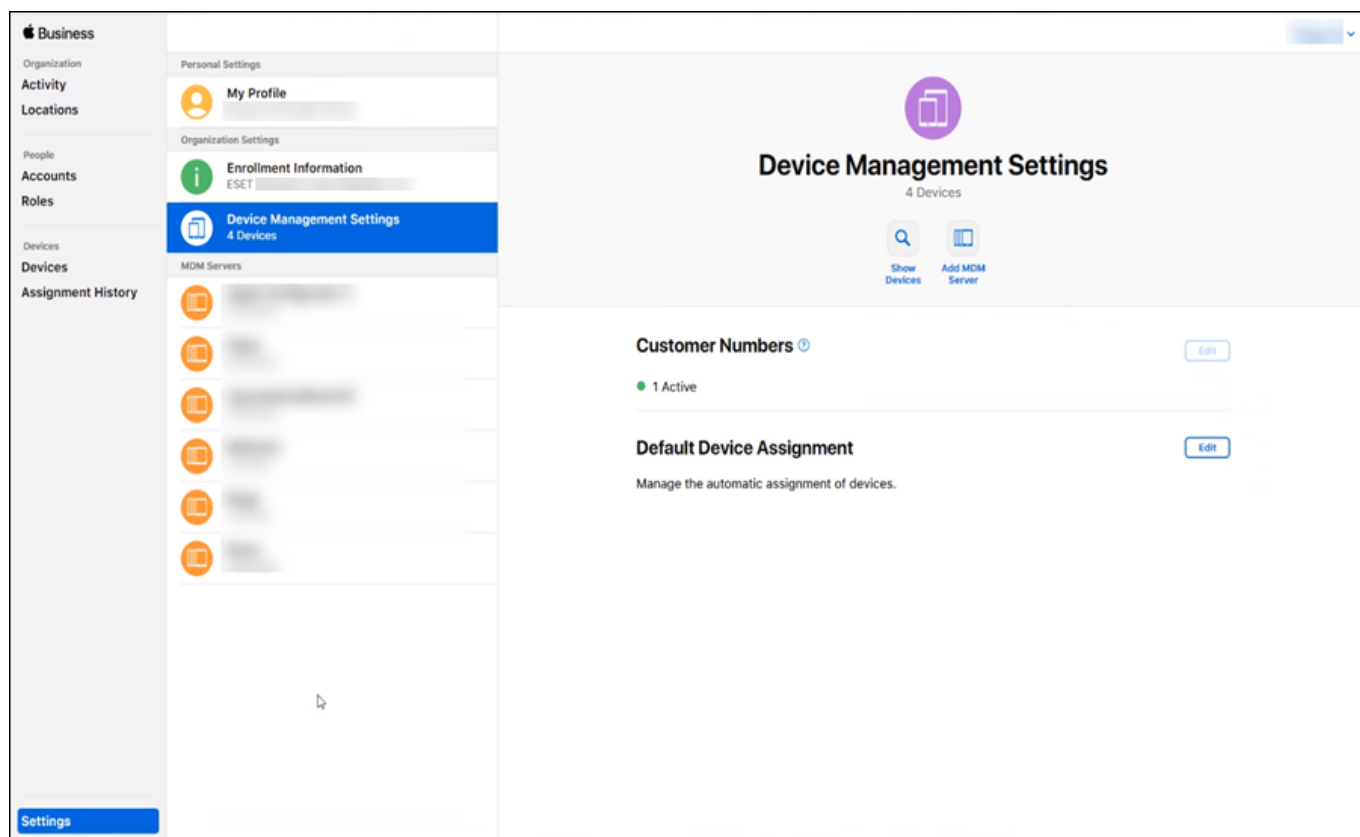 Business
Organization
Activity
Locations
People
Accounts
Roles
Devices
Devices
Assignment History
Settings
Personal Settings
My Profile
Organization Settings
Enrollment Information
ESET
Device Management Settings
4 Devices
MDM Servers
Device Management Settings
4 Devices
Show
Devices
Add MDM
Server
Customer Numbers
Edit
1 Active
Default Device Assignment
Edit
Manage the automatic assignment of devices.